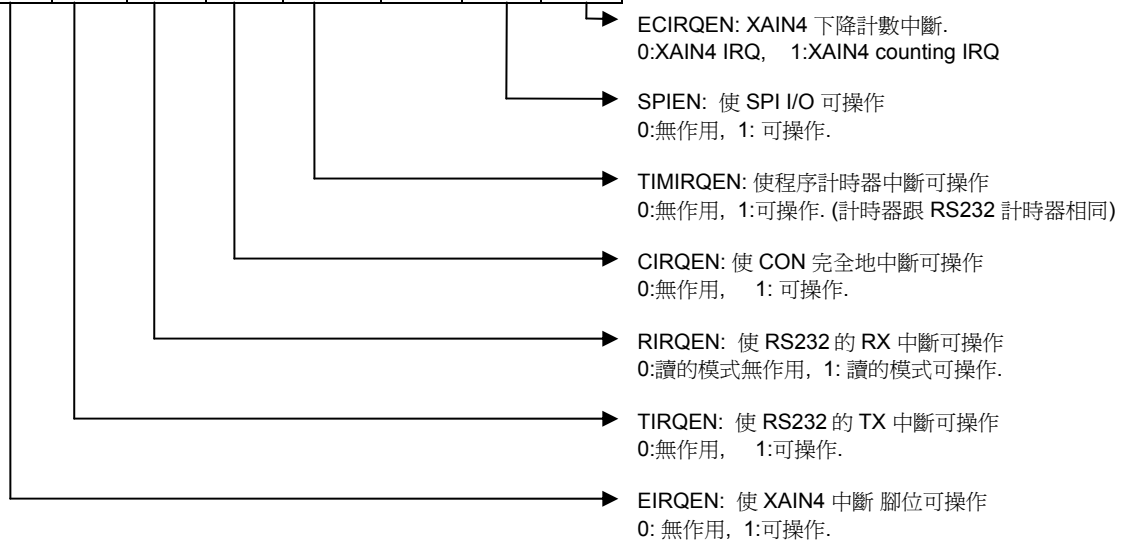 ECIRQEN: XAIN4 下降計數中斷.
0:XAIN4 IRQ, 1:XAIN4 counting IRQ
SPIEN: 使 SPI I/O 可操作
0:無作用, 1: 可操作.
TIMIRQEN: 使程序計時器中斷可操作
0:無作用, 1:可操作. (計時器跟 RS232 計時器相同)
CIRQEN: 使 CON 完全地中斷可操作
0:無作用, 1: 可操作.
RIRQEN: 使 RS232 的 RX 中斷可操作
0:讀的模式無作用, 1: 讀的模式可操作.
TIRQEN: 使 RS232 的 TX 中斷可操作
0:無作用, 1:可操作.
EIRQEN: 使 XAIN4 中斷 腳位可操作
0: 無作用, 1:可操作.